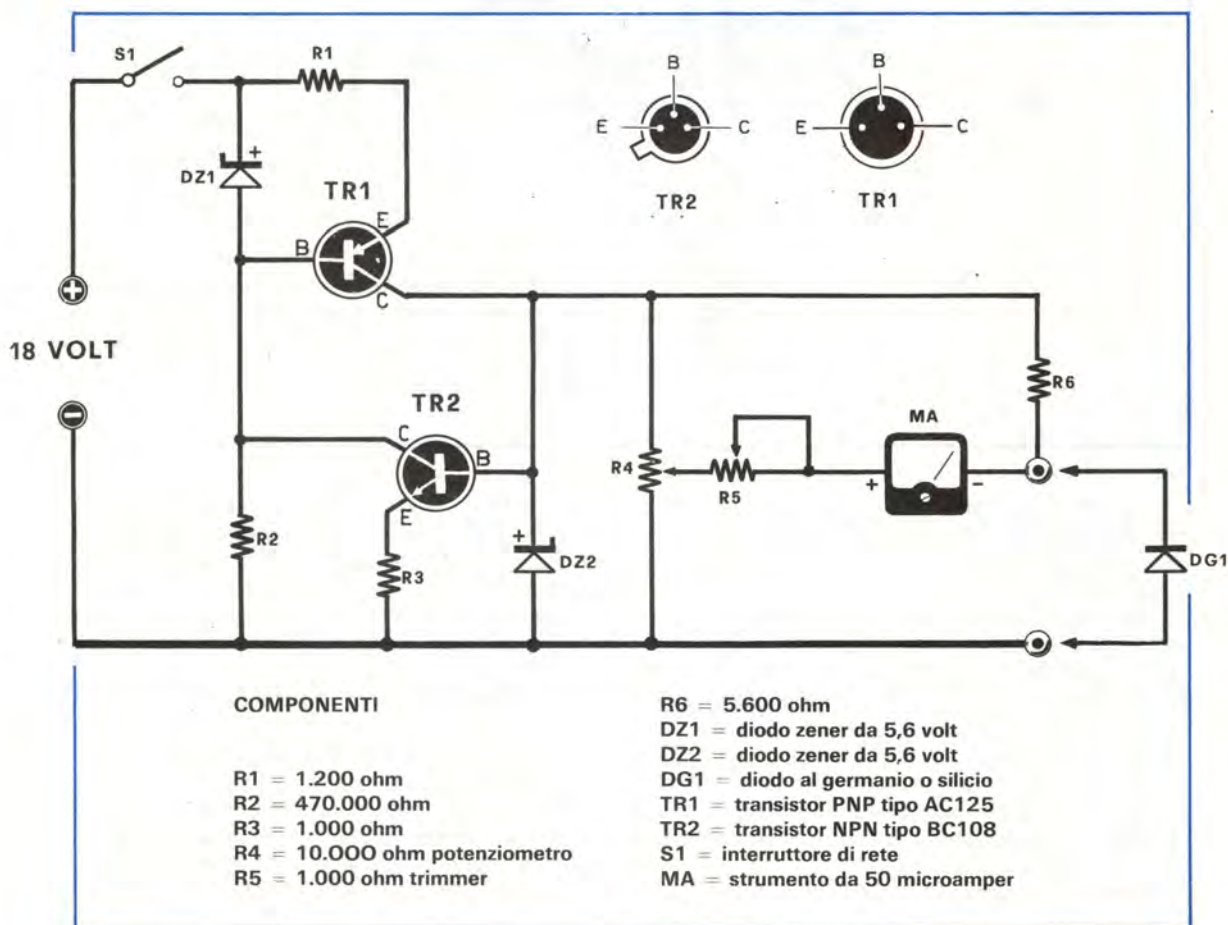 S1
R1
B
B
E
C
E
C
TR2
TR1
+
DZ1
TR1
E
B
C
+
18 VOLT
-
R6
TR2
MA
C
B
R4
R5
+
-
E
R2
R3
+
DZ2
DG1
COMPONENTI
R1 = 1.200 ohm
R2 = 470.000 ohm
R3 = 1.000 ohm
R4 = 10.000 ohm potenziometro
R5 = 1.000 ohm trimmer
R6 = 5.600 ohm
DZ1 = diodo zener da 5,6 volt
DZ2 = diodo zener da 5,6 volt
DG1 = diodo al germanio o silicio
TR1 = transistor PNP tipo AC125
TR2 = transistor NPN tipo BC108
S1 = interruttore di rete
MA = strumento da 50 microamper